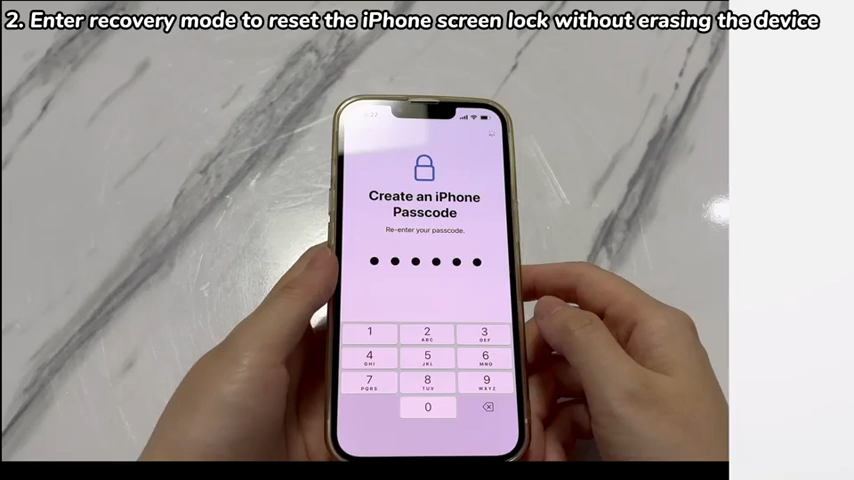 2. Enter recovery mode to reset the iPhone screen lock without erasing the device
Create an iPhone
Passcode
Re-enter your passcode.
1
2
ABC
3
DEF
4
GHI
5
JKL
6
MNO
7
PQRS
8
TUV
9
WXYZ
0